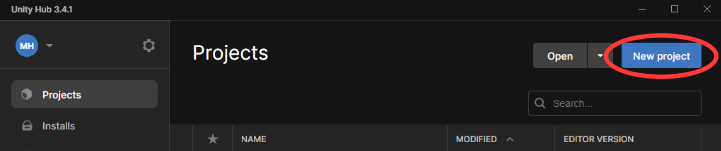 Unity Hub 3.4.1
MH
Projects
Open
New project
Projects
Search...
Installs
NAME MODIFIED EDITOR VERSION